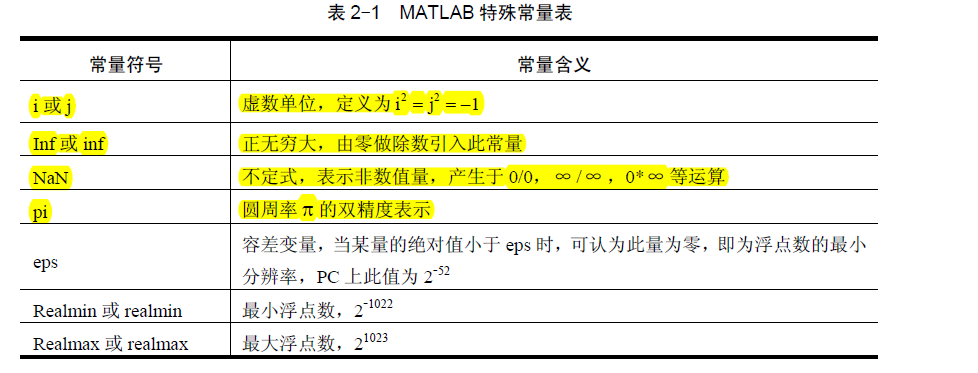 表 2-1 MATLAB 特殊常量表
常量符号 常量含义
i 或 j 虚数单位，定义为 i² = j² = −1
Inf 或 inf 正无穷大，由零做除数引入此常量
NaN 不定式，表示非数值量，产生于 0/0，∞/∞，0*∞ 等运算
pi 圆周率 π 的双精度表示
容差变量，当某量的绝对值小于 eps 时，可认为此量为零，即为浮点数的最小
eps
分辨率，PC 上此值为 2⁻⁵²
Realmin 或 realmin 最小浮点数，2⁻¹⁰²²
Realmax 或 realmax 最大浮点数，2¹⁰²³